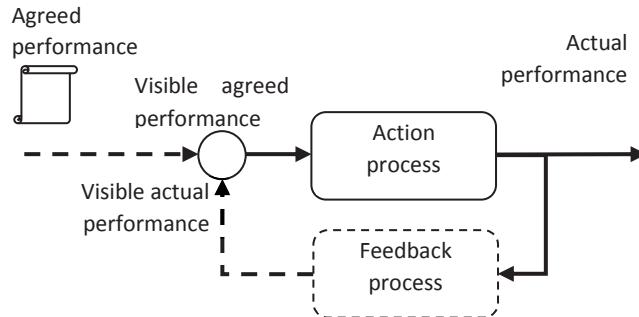 Agreed
performance
Actual
performance
Visible agreed
performance
Action
process
Visible actual
performance
Feedback
process